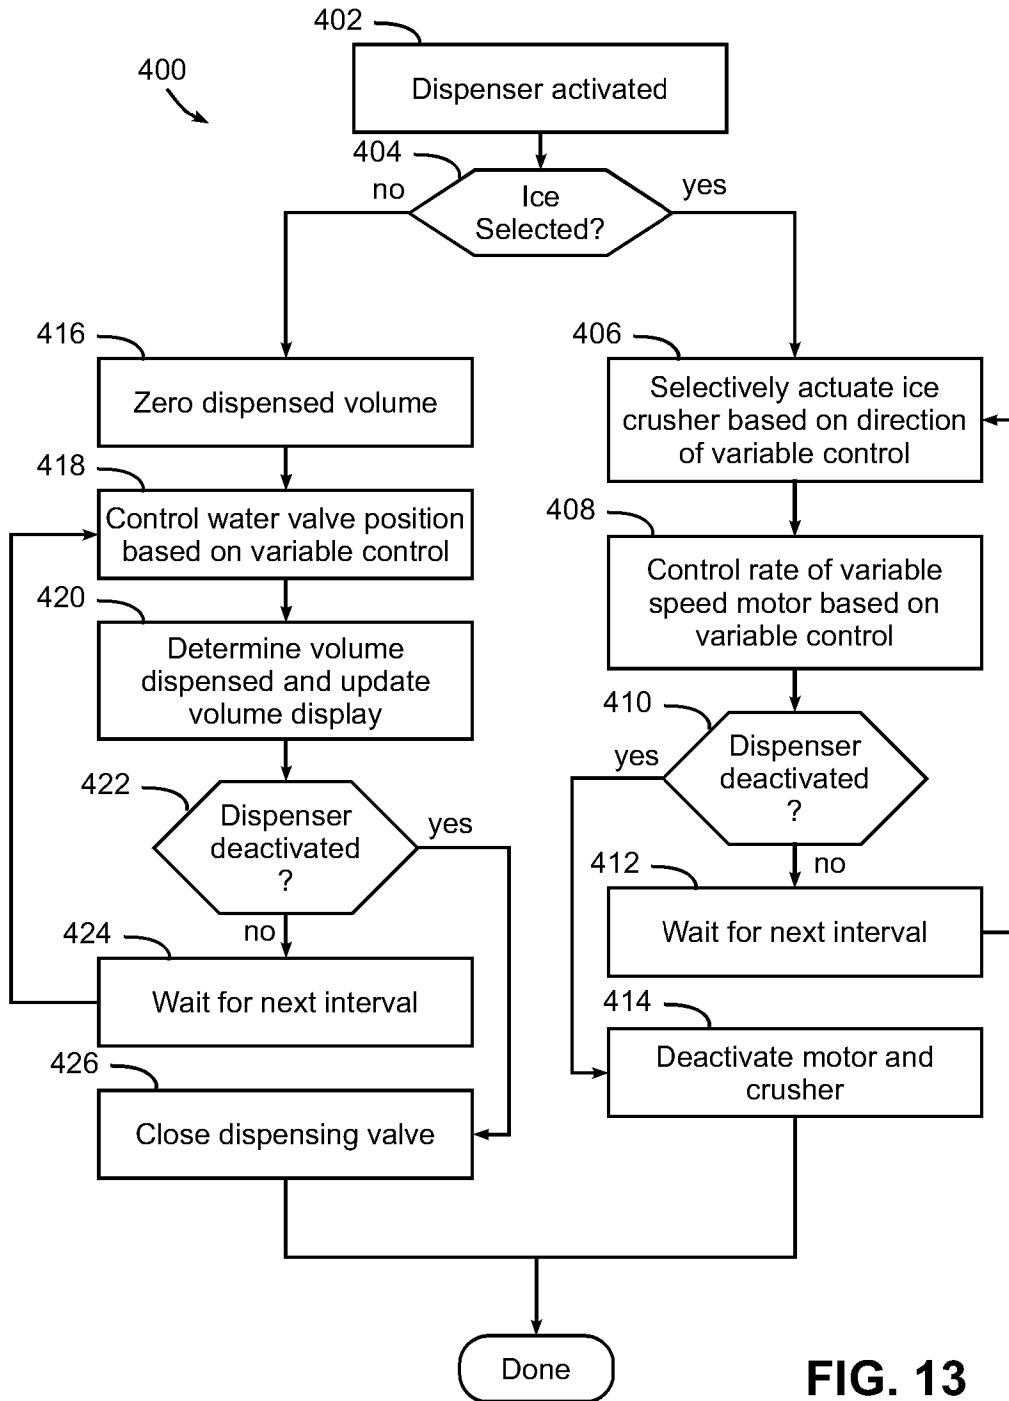 402
400
Dispenser activated
404
no
yes
Ice
Selected?
416
Zero dispensed volume
418
Control water valve position
based on variable control
420
Determine volume
dispensed and update
volume display
422
Dispenser
deactivated
?
yes
no
424
Wait for next interval
426
Close dispensing valve
406
Selectively actuate ice
crusher based on direction
of variable control
408
Control rate of variable
speed motor based on
variable control
410
yes
Dispenser
deactivated
?
no
412
Wait for next interval
414
Deactivate motor and
crusher
Done
FIG. 13